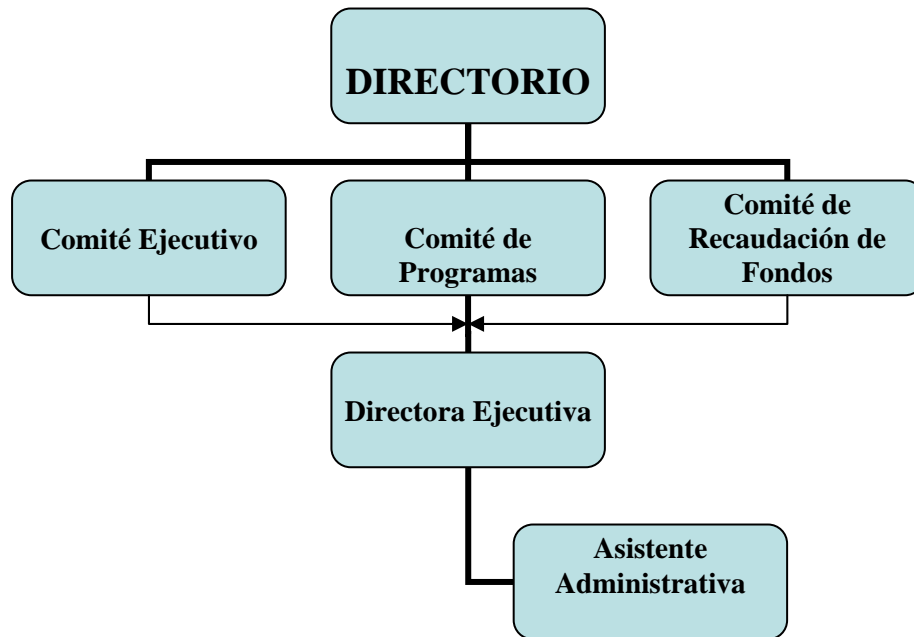 DIRECTORIO
Comité Ejecutivo
Comité de
Programas
Comité de
Recaudación de
Fondos
Directora Ejecutiva
Asistente
Administrativa